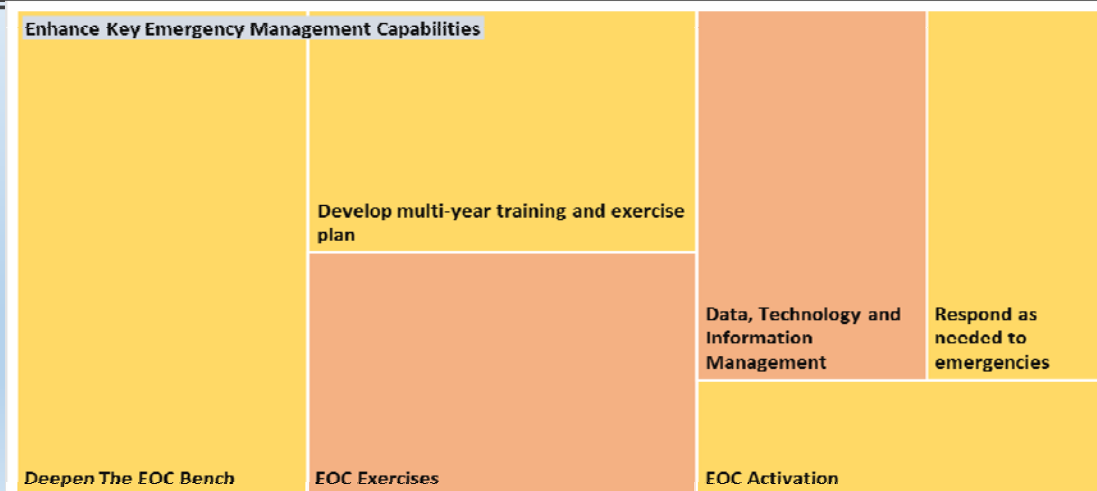 Enhance Key Emergency Management Capabilities
Develop multi-year training and exercise
plan
Data, Technology and
Information
Management
Respond as
needed to
emergencies
Deepen The EOC Bench
EOC Exercises
EOC Activation